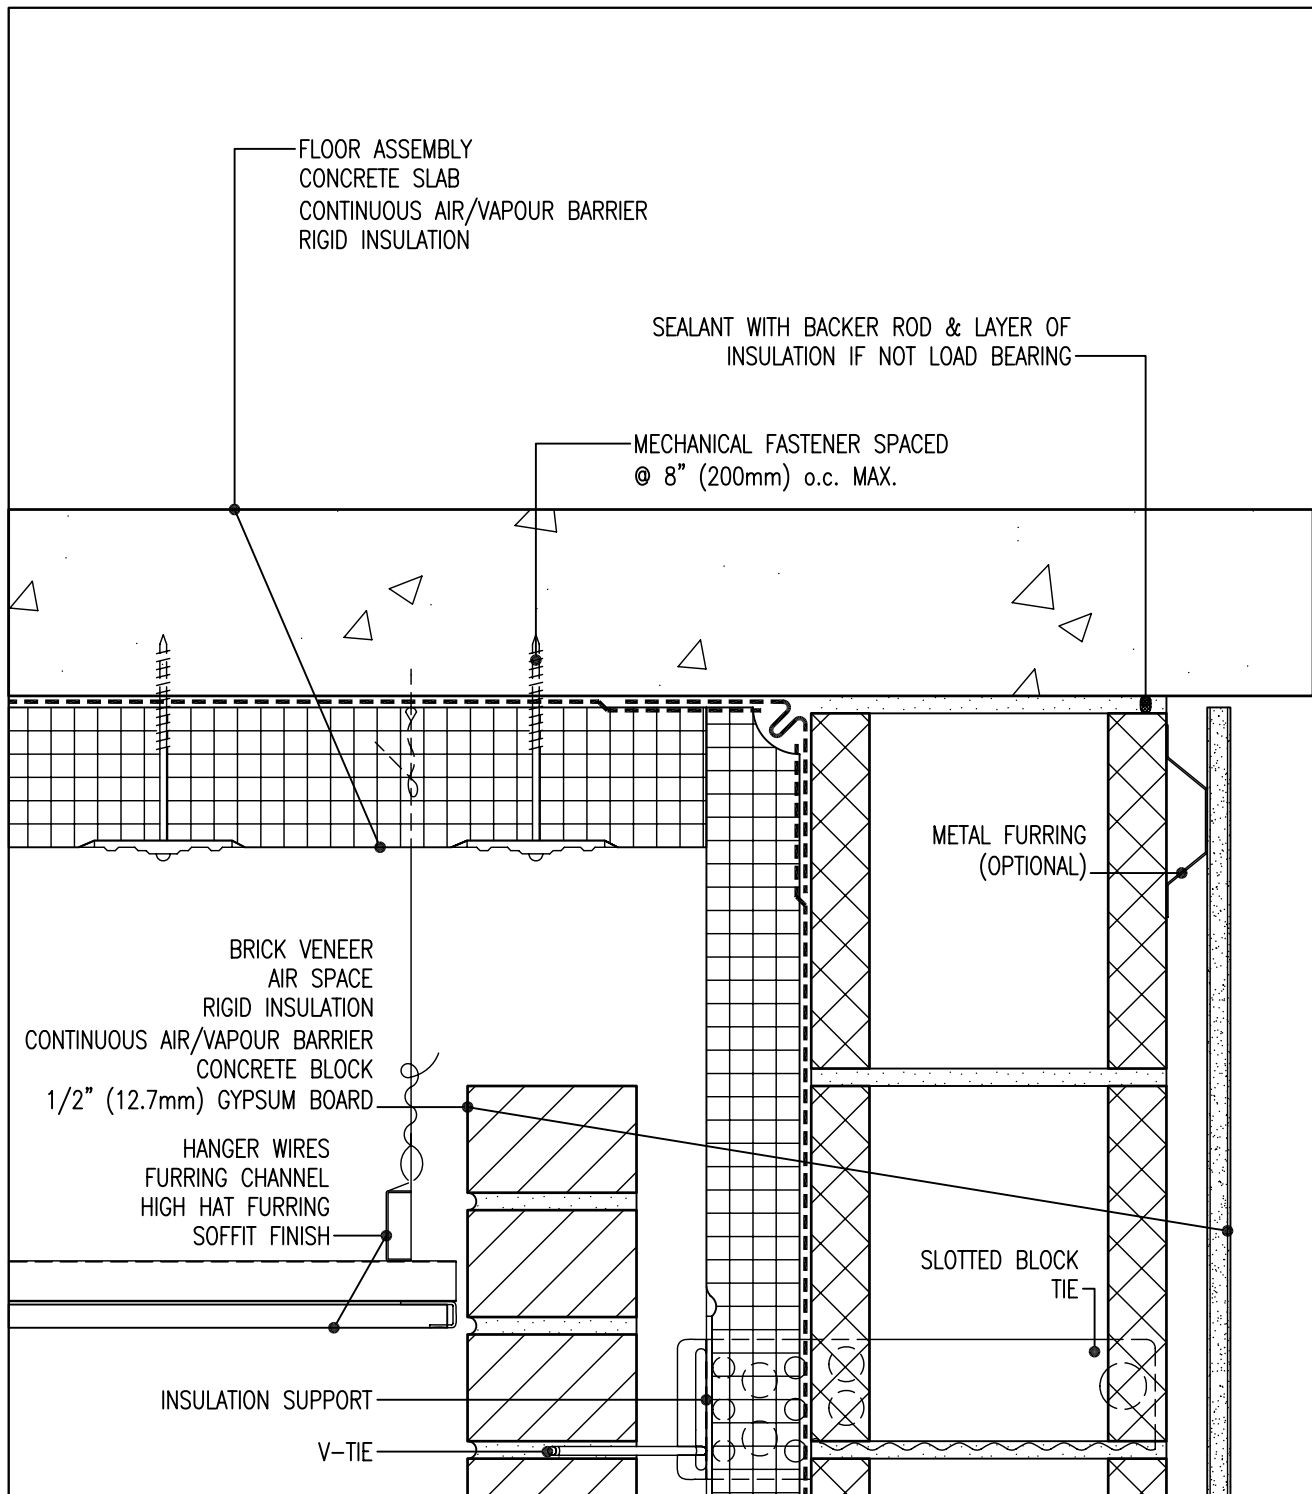 FLOOR ASSEMBLY
CONCRETE SLAB
CONTINUOUS AIR/VAPOUR BARRIER
RIGID INSULATION
SEALANT WITH BACKER ROD & LAYER OF
INSULATION IF NOT LOAD BEARING
MECHANICAL FASTENER SPACED
@ 8" (200mm) o.c. MAX.
METAL FURRING
(OPTIONAL)
BRICK VENEER
AIR SPACE
RIGID INSULATION
CONTINUOUS AIR/VAPOUR BARRIER
CONCRETE BLOCK
1/2" (12.7mm) GYPSUM BOARD
HANGER WIRES
FURRING CHANNEL
HIGH HAT FURRING
SOFFIT FINISH
SLOTTED BLOCK
TIE
INSULATION SUPPORT
V-TIE